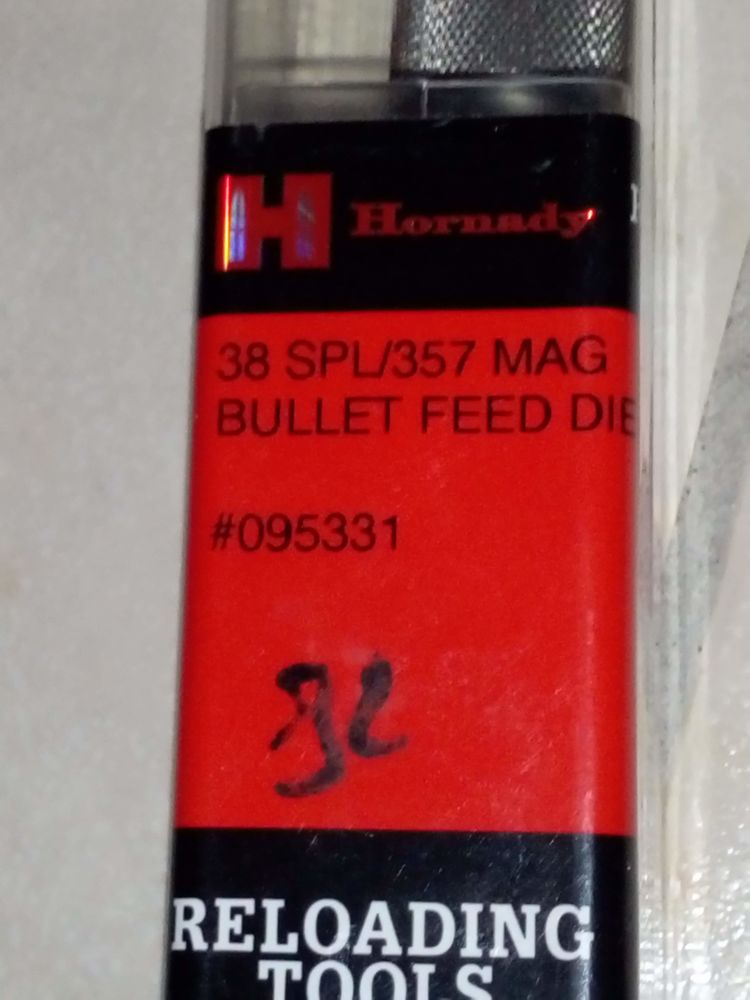 H Hornady
38 SPL/357 MAG
BULLET FEED DIE
#095331
RELOADING
TOOLS